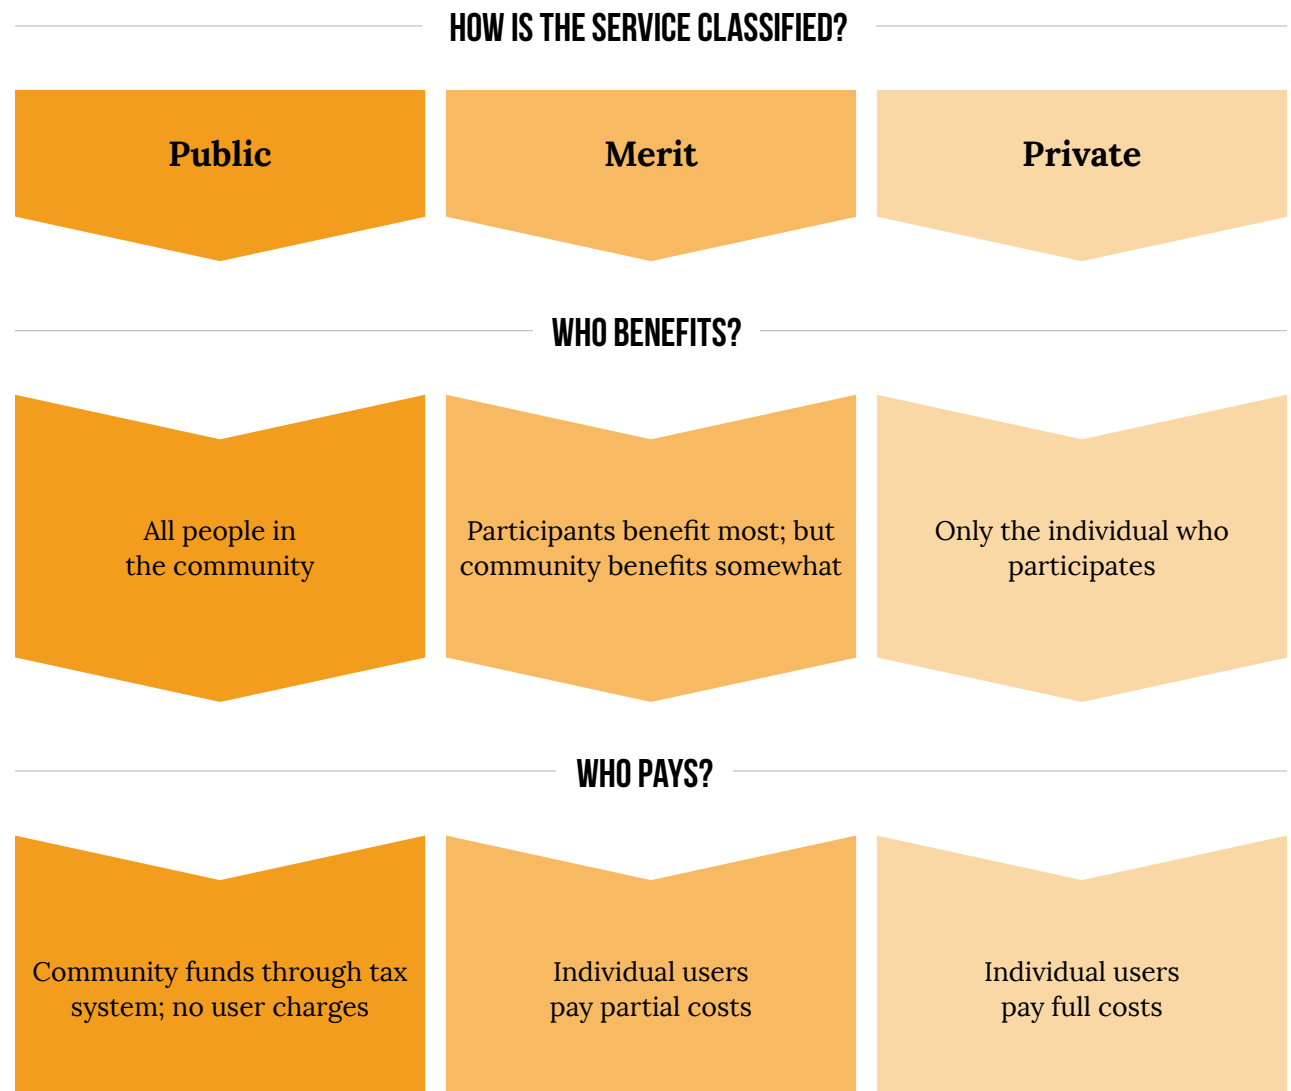 HOW IS THE SERVICE CLASSIFIED?
Public
Merit
Private
WHO BENEFITS?
All people in
the community
Participants benefit most; but
community benefits somewhat
Only the individual who
participates
WHO PAYS?
Community funds through tax
system; no user charges
Individual users
pay partial costs
Individual users
pay full costs